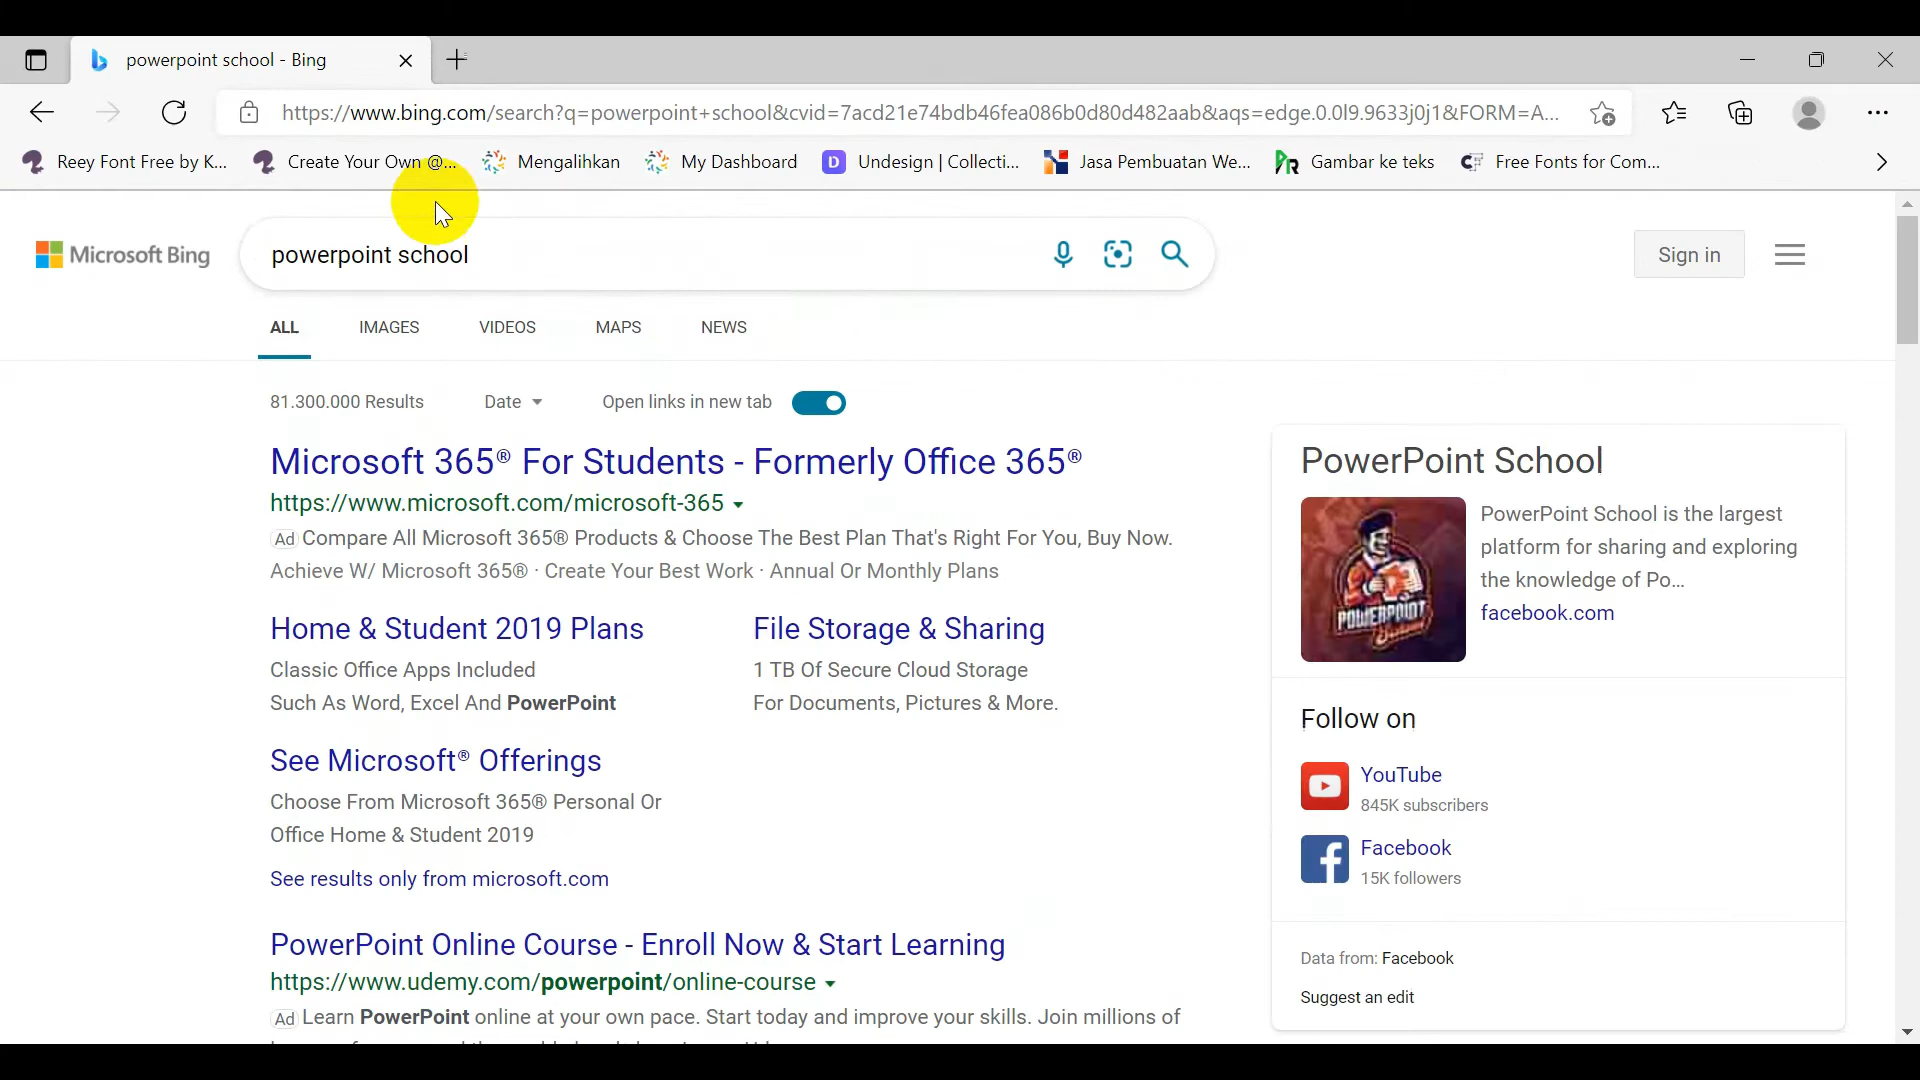 powerpoint school - Bing
https://www.bing.com/search?q=powerpoint+school&cvid=7acd21e74bdb46fea086b0d80d482aab&aqs=edge.0.0l9.9633j0j1&FORM=A...
Reey Font Free by K... Create Your Own @... Mengalihkan My Dashboard Undesign | Collecti... Jasa Pembuatan We... Gambar ke teks Free Fonts for Com...
Microsoft Bing
powerpoint school
Sign in
ALL IMAGES VIDEOS MAPS NEWS
81.300.000 Results Date Open links in new tab
Microsoft 365® For Students - Formerly Office 365®
https://www.microsoft.com/microsoft-365
Ad Compare All Microsoft 365® Products & Choose The Best Plan That's Right For You, Buy Now.
Achieve W/ Microsoft 365® · Create Your Best Work · Annual Or Monthly Plans
Home & Student 2019 Plans
Classic Office Apps Included
Such As Word, Excel And PowerPoint
File Storage & Sharing
1 TB Of Secure Cloud Storage
For Documents, Pictures & More.
See Microsoft® Offerings
Choose From Microsoft 365® Personal Or
Office Home & Student 2019
See results only from microsoft.com
PowerPoint Online Course - Enroll Now & Start Learning
https://www.udemy.com/powerpoint/online-course
Ad Learn PowerPoint online at your own pace. Start today and improve your skills. Join millions of
PowerPoint School
POWERPOINT
School
PowerPoint School is the largest
platform for sharing and exploring
the knowledge of Po...
facebook.com
Follow on
YouTube
845K subscribers
Facebook
15K followers
Data from: Facebook
Suggest an edit